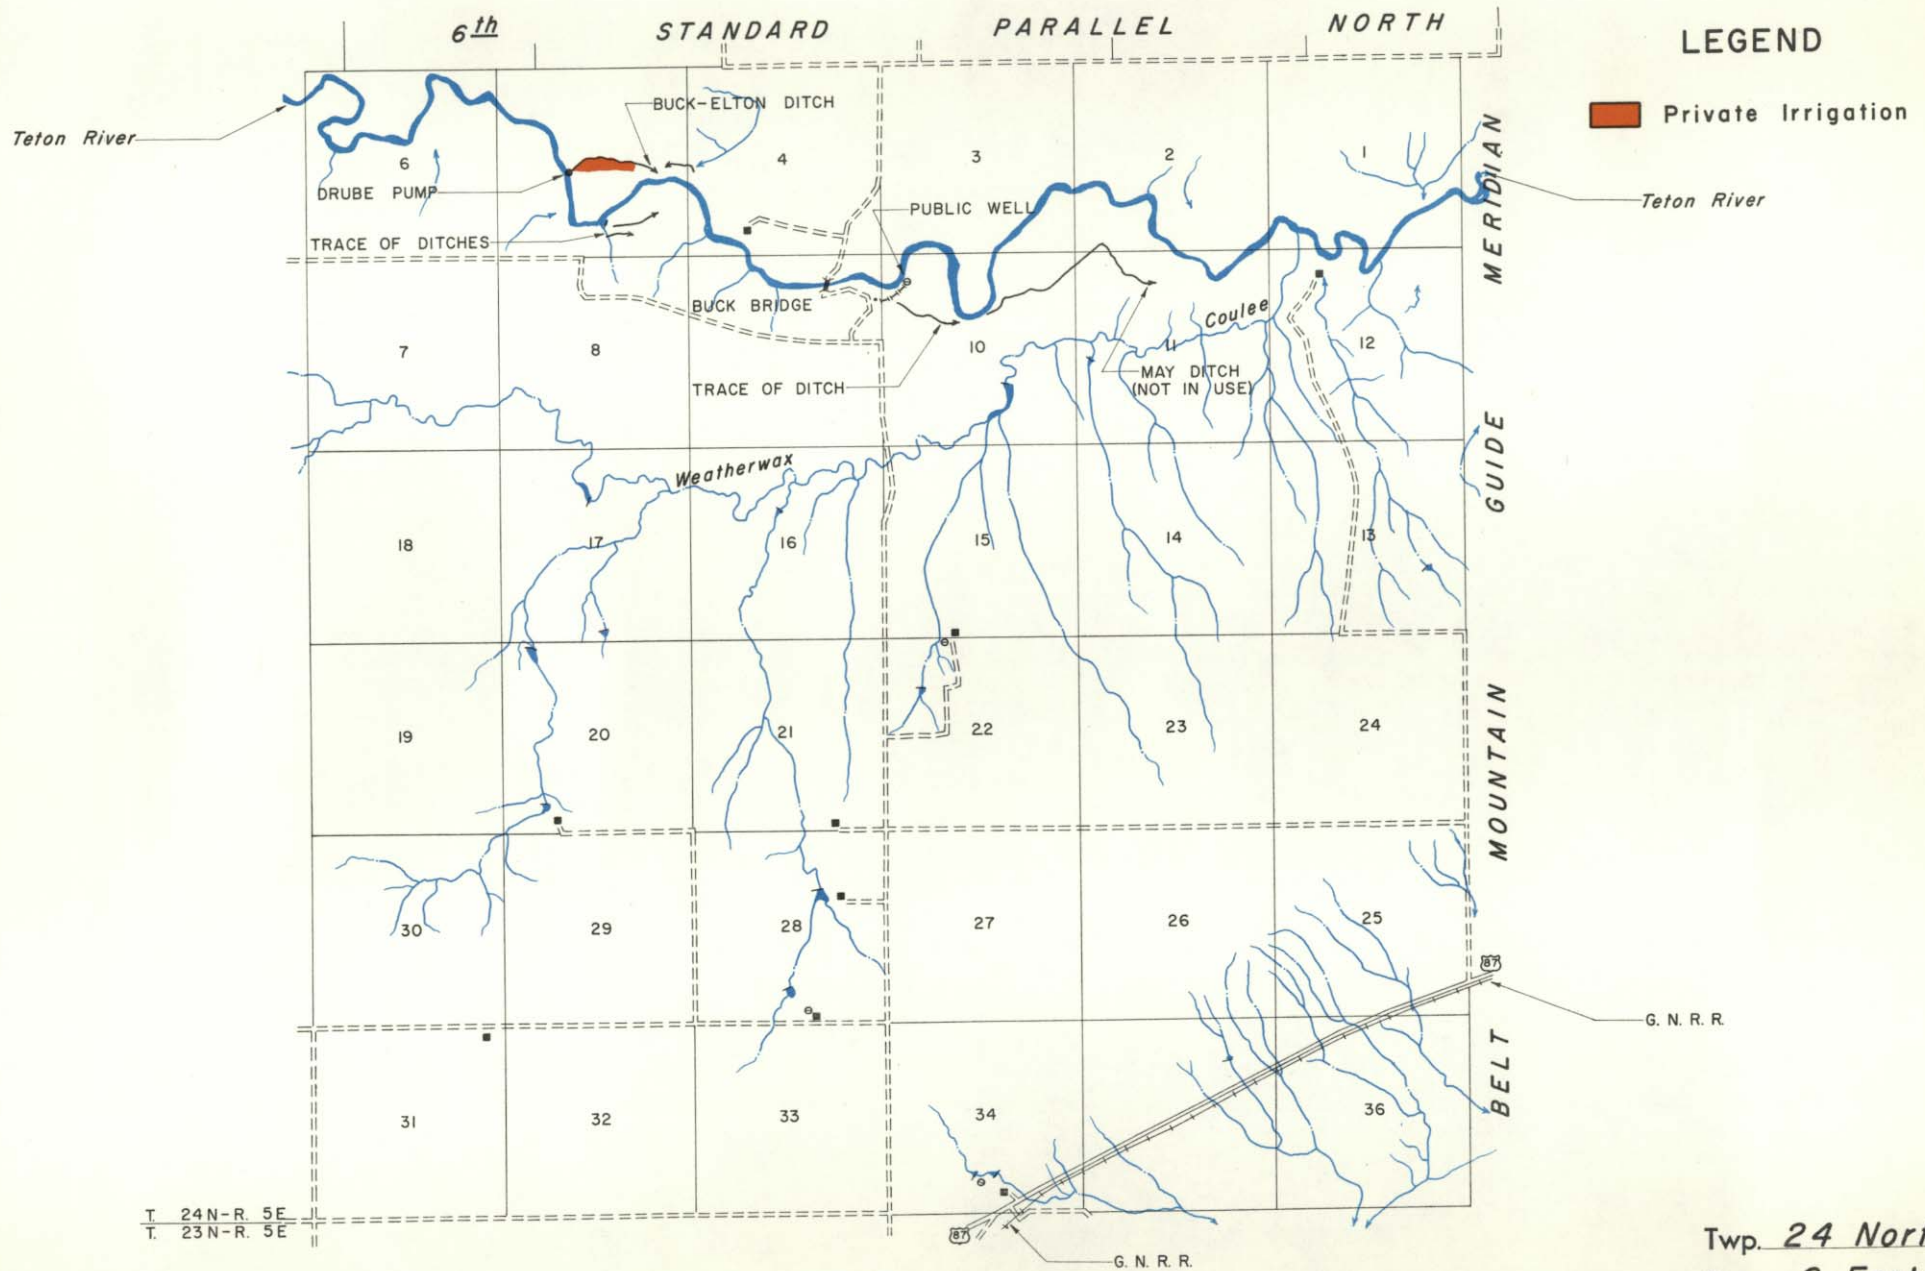 6th STANDARD PARALLEL NORTH
LEGEND
Private Irrigation
Teton River
BUCK-ELTON DITCH
6
4
3
2
1
DRUBE PUMP
PUBLIC WELL
Teton River
TRACE OF DITCHES
BUCK BRIDGE
Coulee
7
8
10
11
12
TRACE OF DITCH
MAY DITCH
(NOT IN USE)
Weatherwax
18
17
16
15
14
13
19
20
21
22
23
24
30
29
28
27
26
25
87
G. N. R. R.
31
32
33
34
36
BELT MOUNTAIN GUIDE MERIDIAN
T. 24N-R. 5E
T. 23N-R. 5E
87
G. N. R. R.
Twp. 24